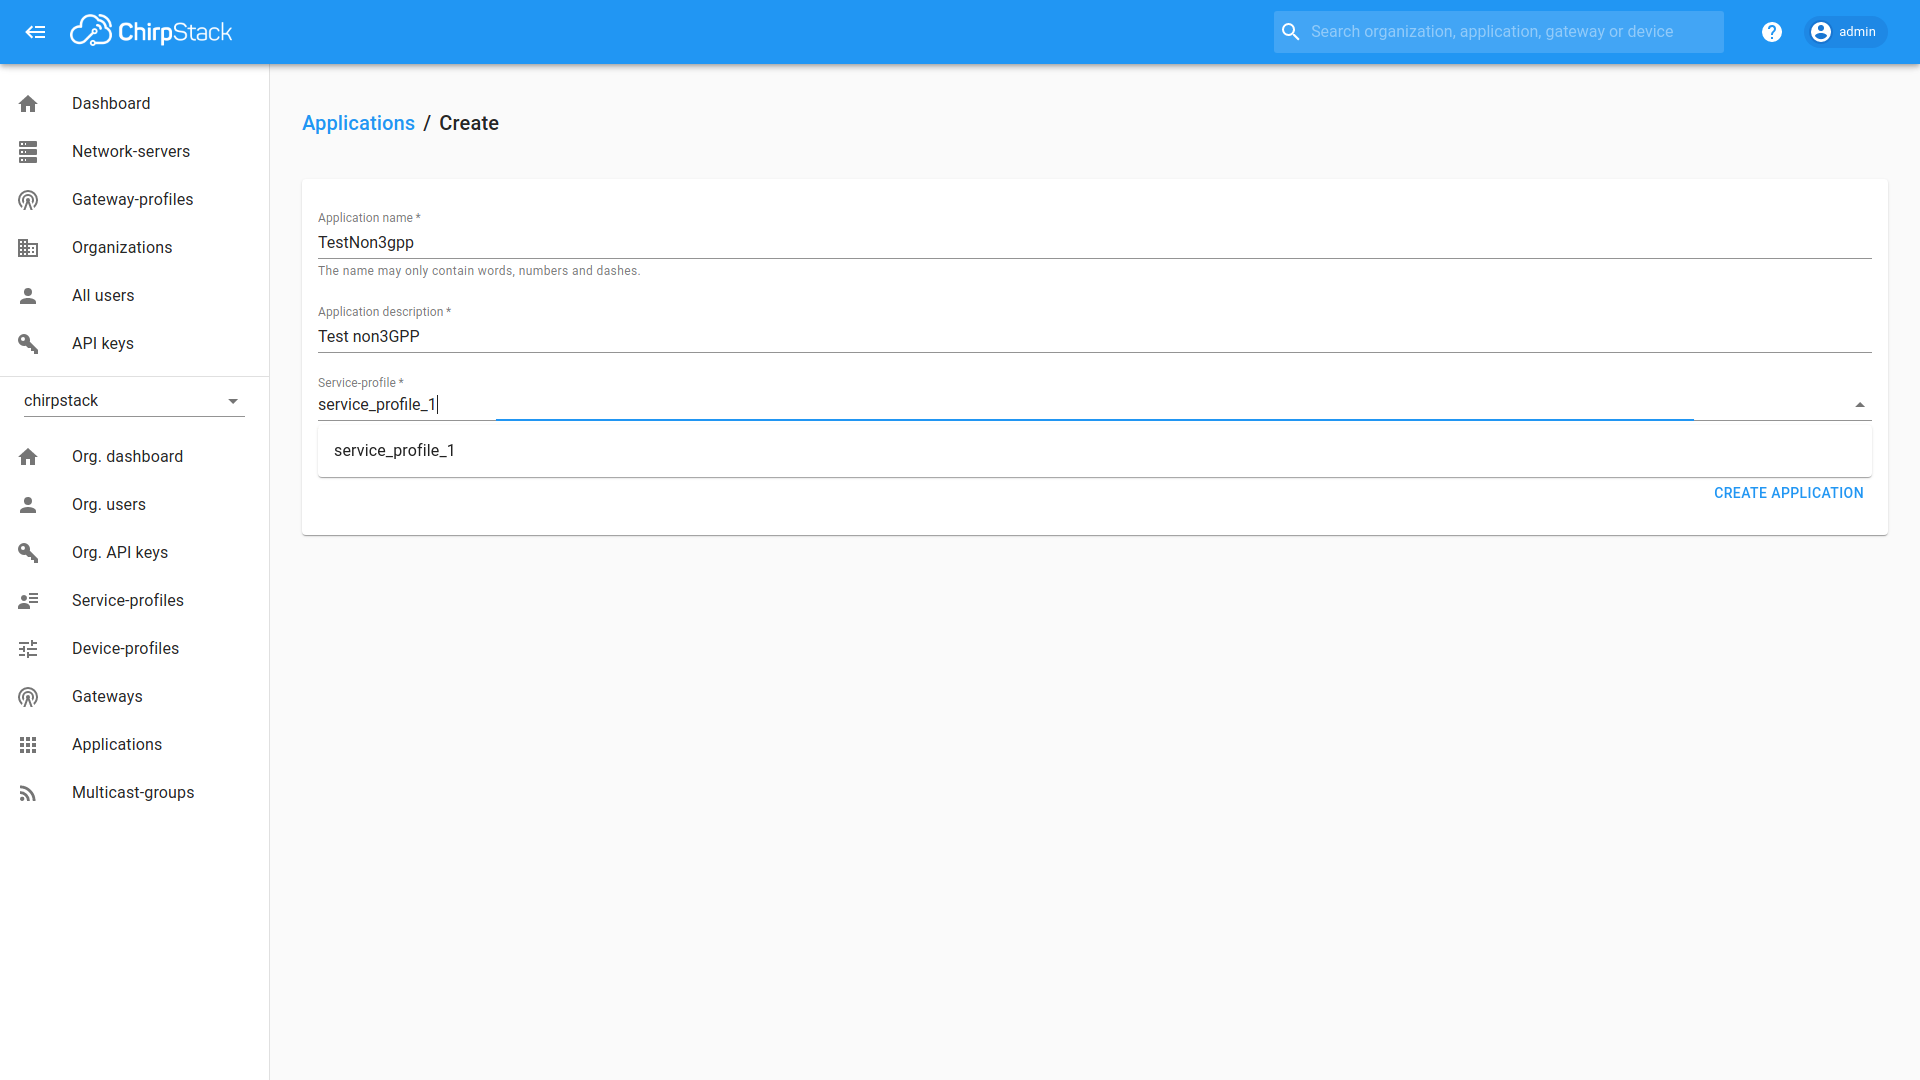 ChirpStack
Search organization, application, gateway or device
admin
Dashboard
Network-servers
Gateway-profiles
Organizations
All users
API keys
chirpstack
Org. dashboard
Org. users
Org. API keys
Service-profiles
Device-profiles
Gateways
Applications
Multicast-groups
Applications / Create
Application name *
TestNon3gpp
The name may only contain words, numbers and dashes.
Application description *
Test non3GPP
Service-profile *
service_profile_1
service_profile_1
CREATE APPLICATION